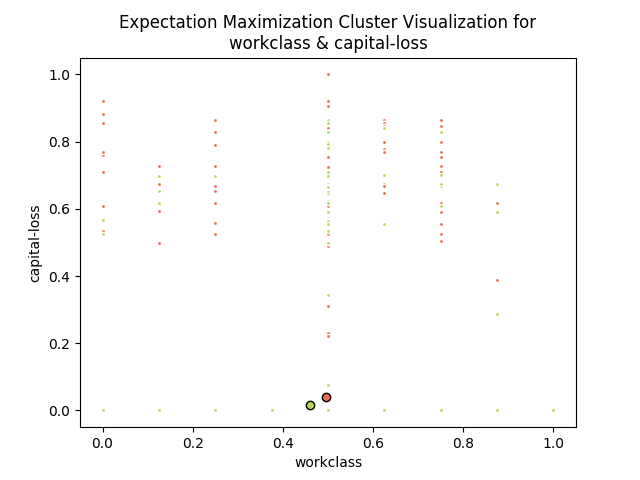 Expectation Maximization Cluster Visualization for
workclass & capital-loss
1.0
0.8
0.6
0.4
0.2
0.0
capital-loss
0.0 0.2 0.4 0.6 0.8 1.0
workclass